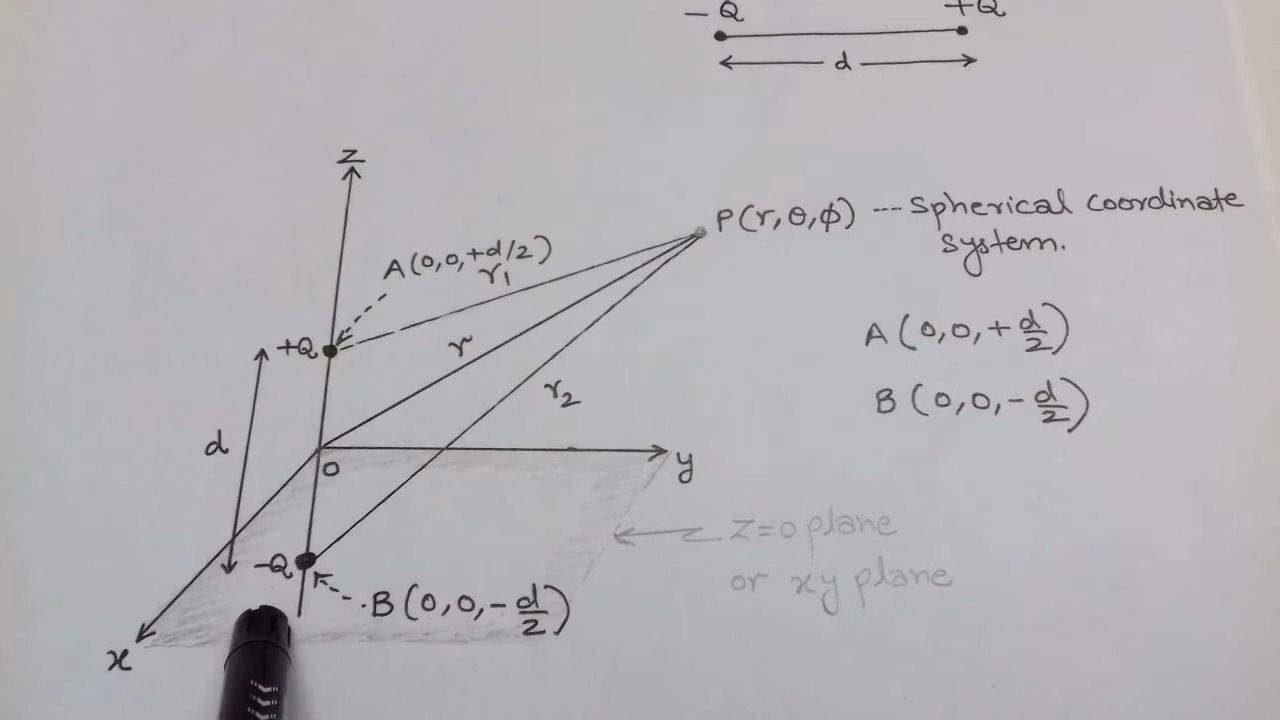 -Q +Q
d
z
P(r,θ,ϕ) --- Spherical coordinate
system.
A(0,0,+d/2)
r1
A(0,0,+d/2)
+Q
r
r2
B(0,0,-d/2)
d
0
y
z=0 plane
or xy plane
-Q
B(0,0,-d/2)
x